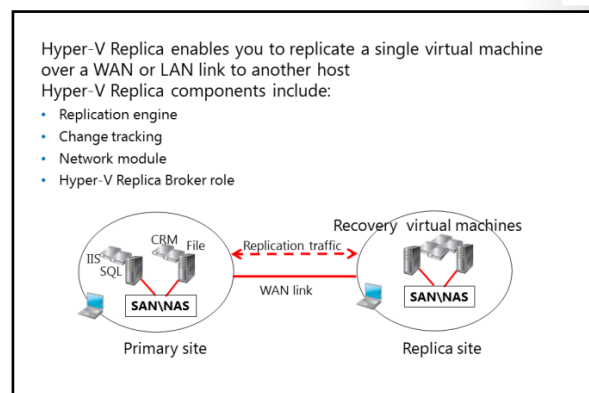 Hyper-V Replica enables you to replicate a single virtual machine
over a WAN or LAN link to another host
Hyper-V Replica components include:
• Replication engine
• Change tracking
• Network module
• Hyper-V Replica Broker role
Recovery virtual machines
CRM
File
IIS
SQL
Replication traffic
WAN link
SAN\NAS
SAN\NAS
Primary site
Replica site